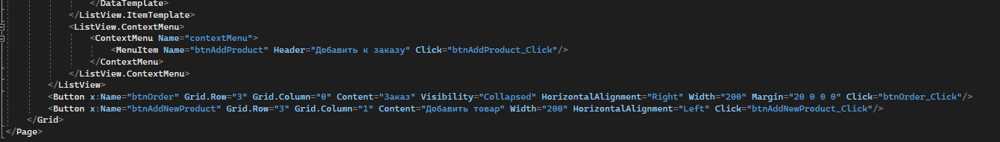 </DataTemplate>
</ListView.ItemTemplate>
<ListView.ContextMenu>
<ContextMenu Name="contextMenu">
<MenuItem Name="btnAddProduct" Header="Добавить к заказу" Click="btnAddProduct_Click"/>
</ContextMenu>
</ListView.ContextMenu>
</ListView>
<Button x:Name="btnOrder" Grid.Row="3" Grid.Column="0" Content="Заказ" Visibility="Collapsed" HorizontalAlignment="Right" Width="200" Margin="20 0 0 0" Click="btnOrder_Click"/>
<Button x:Name="btnAddNewProduct" Grid.Row="3" Grid.Column="1" Content="Добавить товар" Width="200" HorizontalAlignment="Left" Click="btnAddNewProduct_Click"/>
</Grid>
</Page>